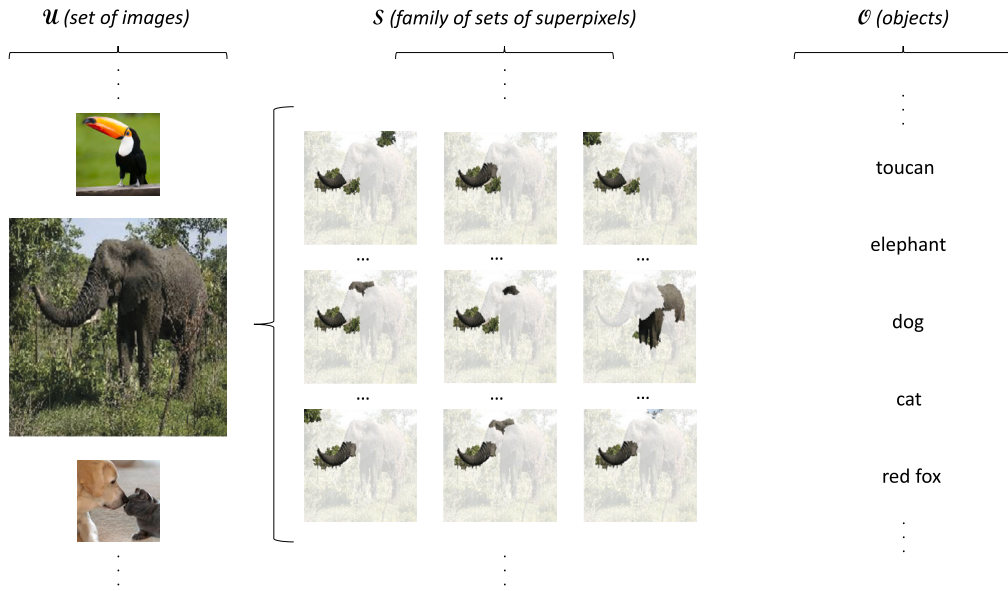 𝓤 (set of images)
𝓢 (family of sets of superpixels)
𝓞 (objects)
... ... ...
... ... ...
toucan
elephant
dog
cat
red fox